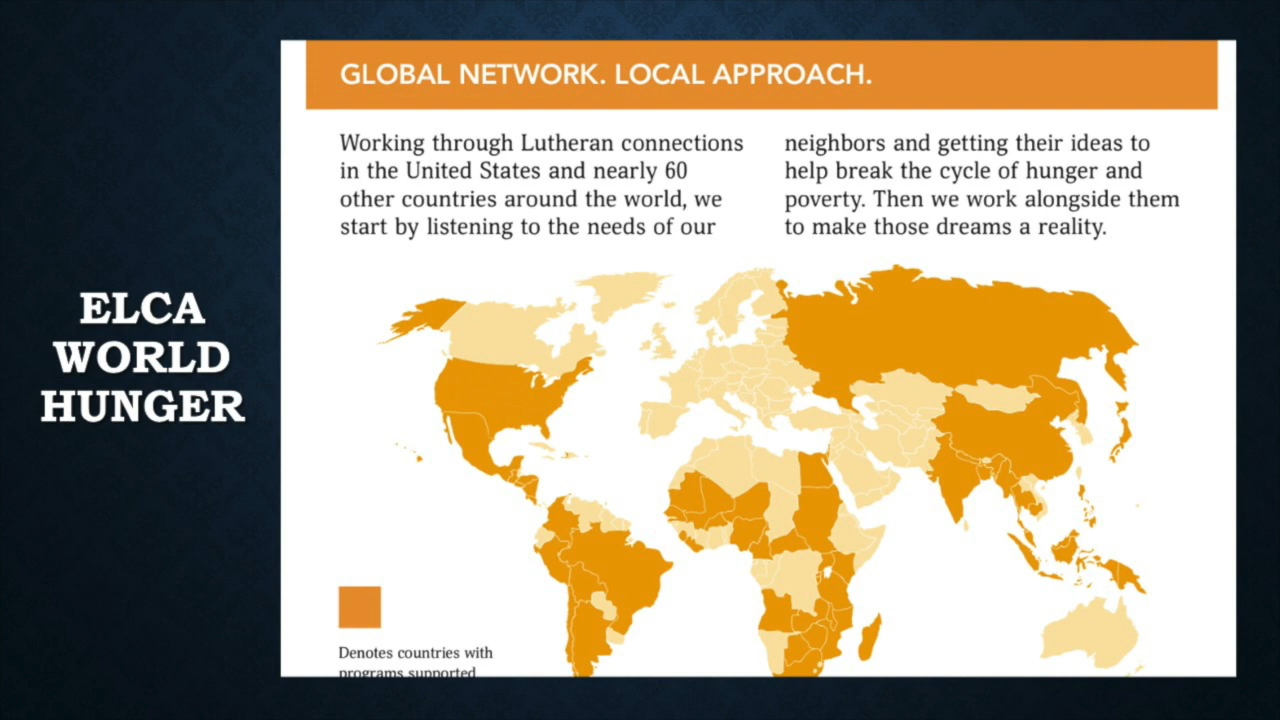 ELCA
WORLD
HUNGER
GLOBAL NETWORK. LOCAL APPROACH.
Working through Lutheran connections
in the United States and nearly 60
other countries around the world, we
start by listening to the needs of our
neighbors and getting their ideas to
help break the cycle of hunger and
poverty. Then we work alongside them
to make those dreams a reality.
Denotes countries with
programs supported